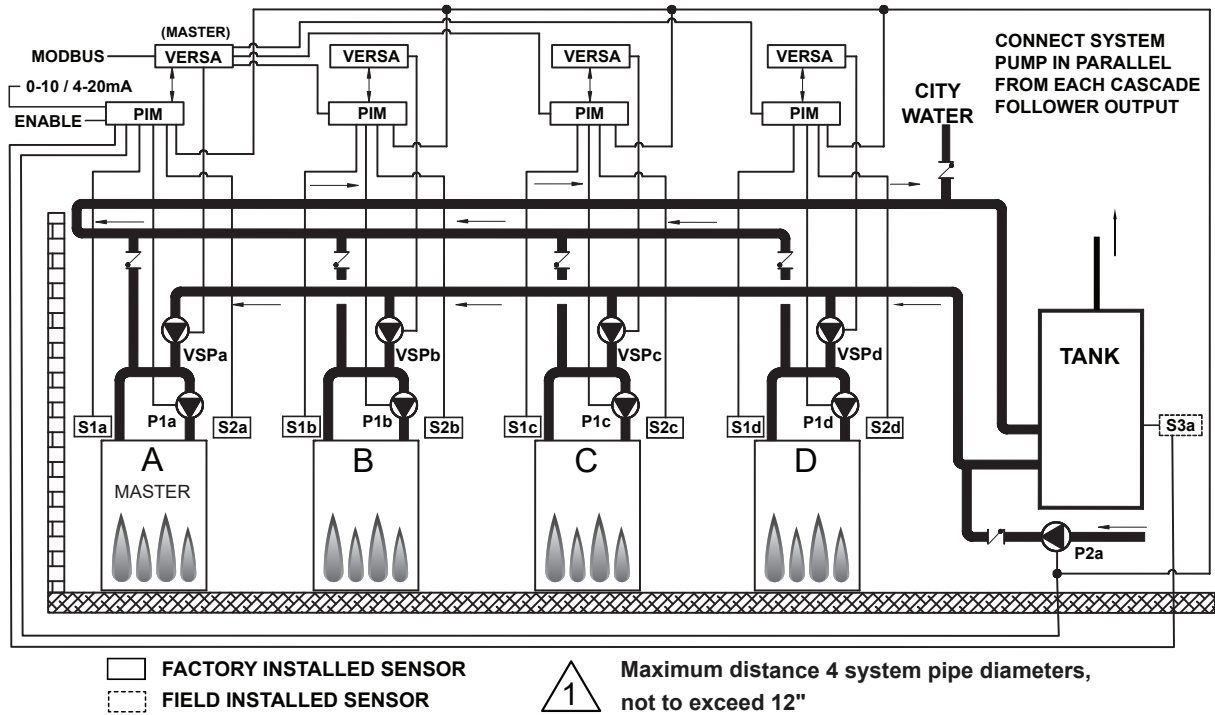 (MASTER)
MODBUS
VERSA
VERSA
VERSA
VERSA
CONNECT SYSTEM
PUMP IN PARALLEL
FROM EACH CASCADE
FOLLOWER OUTPUT
0-10 / 4-20mA
ENABLE
PIM
PIM
PIM
PIM
CITY
WATER
VSPa
VSPb
VSPc
VSPd
TANK
S1a
P1a
S2a
S1b
P1b
S2b
S1c
P1c
S2c
S1d
P1d
S2d
S3a
A
MASTER
B
C
D
P2a
FACTORY INSTALLED SENSOR
FIELD INSTALLED SENSOR
1
Maximum distance 4 system pipe diameters,
not to exceed 12"